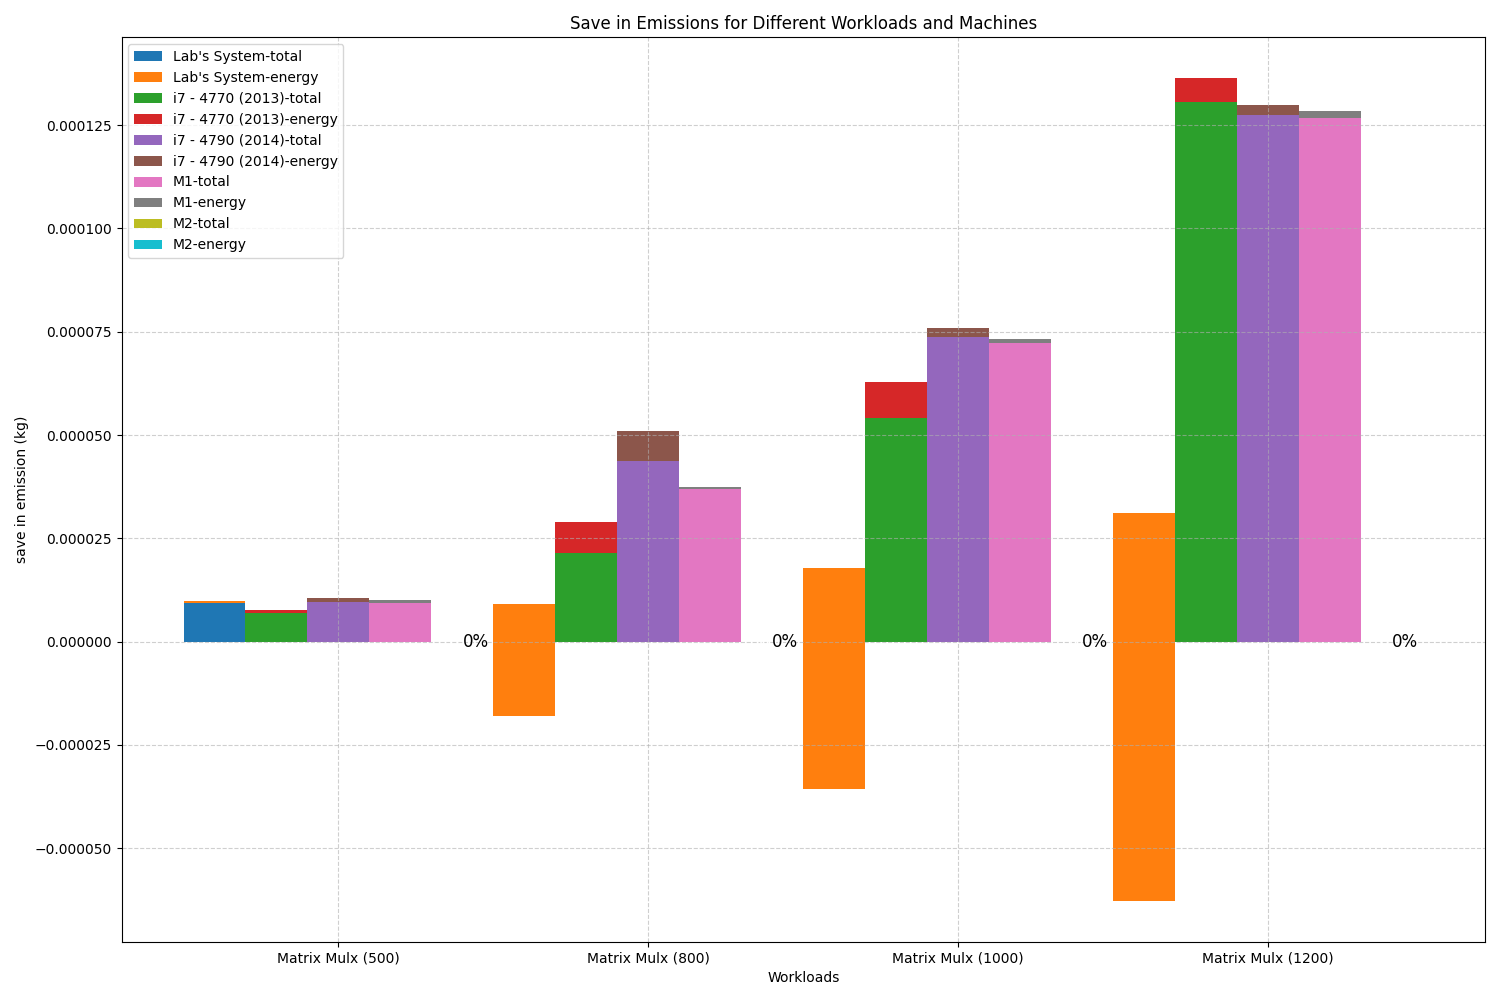 Save in Emissions for Different Workloads and Machines
Lab's System-total
Lab's System-energy
i7 - 4770 (2013)-total
i7 - 4770 (2013)-energy
i7 - 4790 (2014)-total
i7 - 4790 (2014)-energy
M1-total
M1-energy
M2-total
M2-energy
0.000125
0.000100
0.000075
0.000050
0.000025
0.000000
−0.000025
−0.000050
save in emission (kg)
0%
0%
0%
0%
Matrix Mulx (500)
Matrix Mulx (800)
Matrix Mulx (1000)
Matrix Mulx (1200)
Workloads